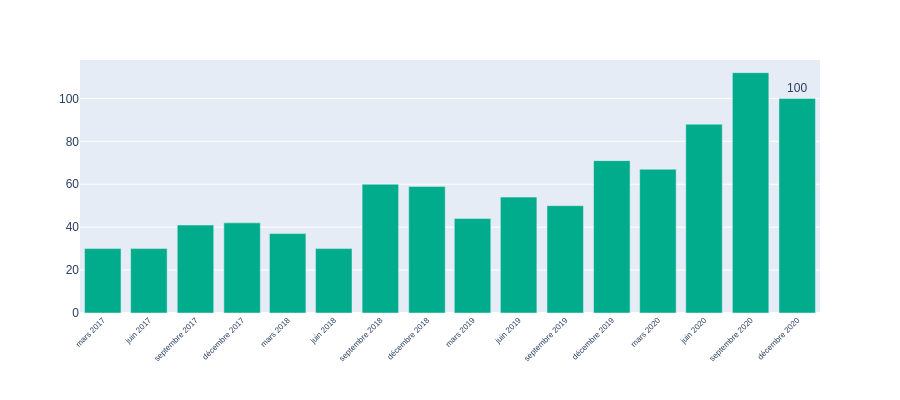 100
100
80
60
40
20
0
mars 2017
juin 2017
septembre 2017
décembre 2017
mars 2018
juin 2018
septembre 2018
décembre 2018
mars 2019
juin 2019
septembre 2019
décembre 2019
mars 2020
juin 2020
septembre 2020
décembre 2020